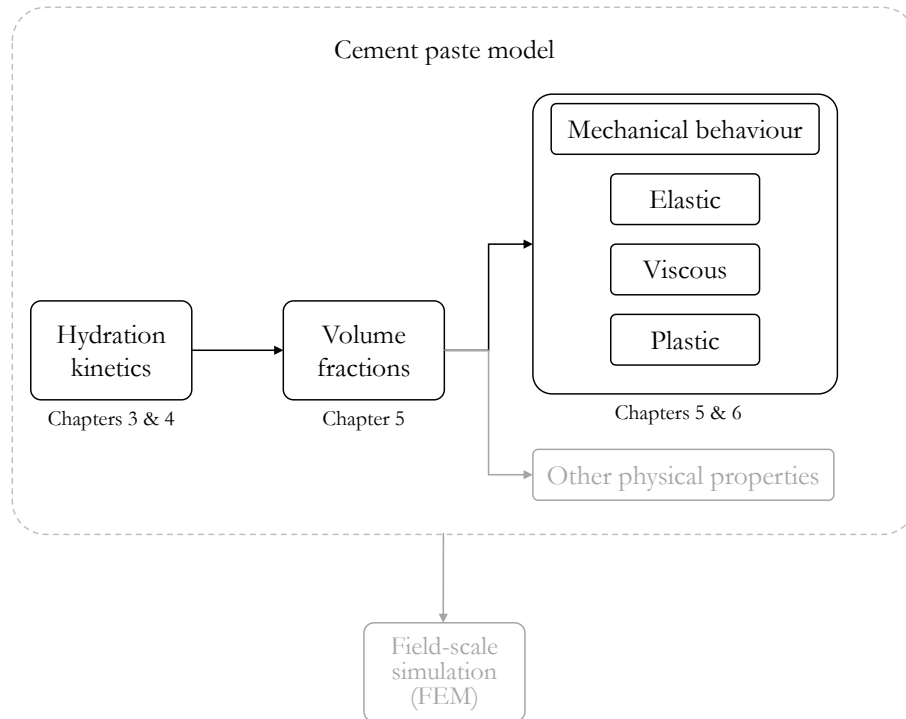 Cement paste model
Mechanical behaviour
Elastic
Viscous
Plastic
Hydration
kinetics
Volume
fractions
Chapters 3 & 4
Chapter 5
Chapters 5 & 6
Other physical properties
Field-scale
simulation
(FEM)